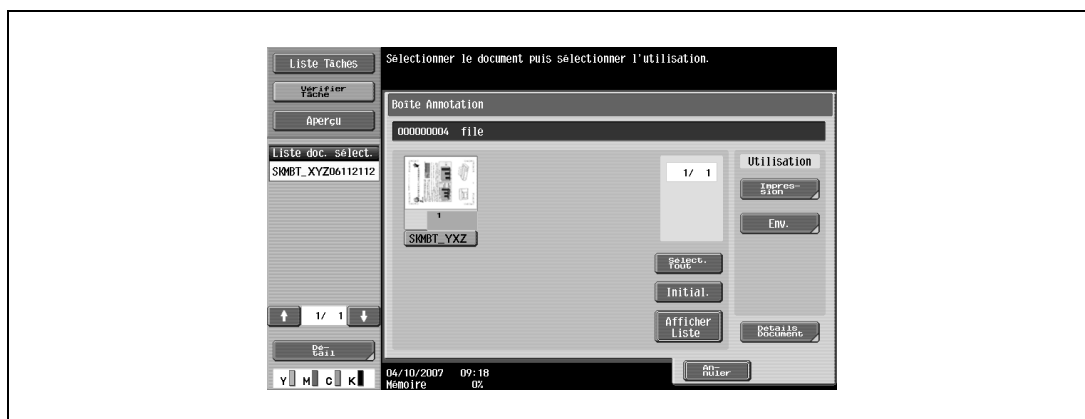 Sélectionner le document puis sélectionner l'utilisation.
Liste Tâches
Vérifier
Tâche
Aperçu
Liste doc. sélect.
SKMBT_XYZ06112112
↑ 1/ 1 ↓
Dé-
tail
Y M C K
Boîte Annotation
000000004 file
1
SKMBT_YXZ
1/ 1
Sélect.
Tout
Initial.
Afficher
Liste
Utilisation
Impres-
sion
Env.
Détails
Document
An-
nuler
04/10/2007 09:18
Mémoire 0%